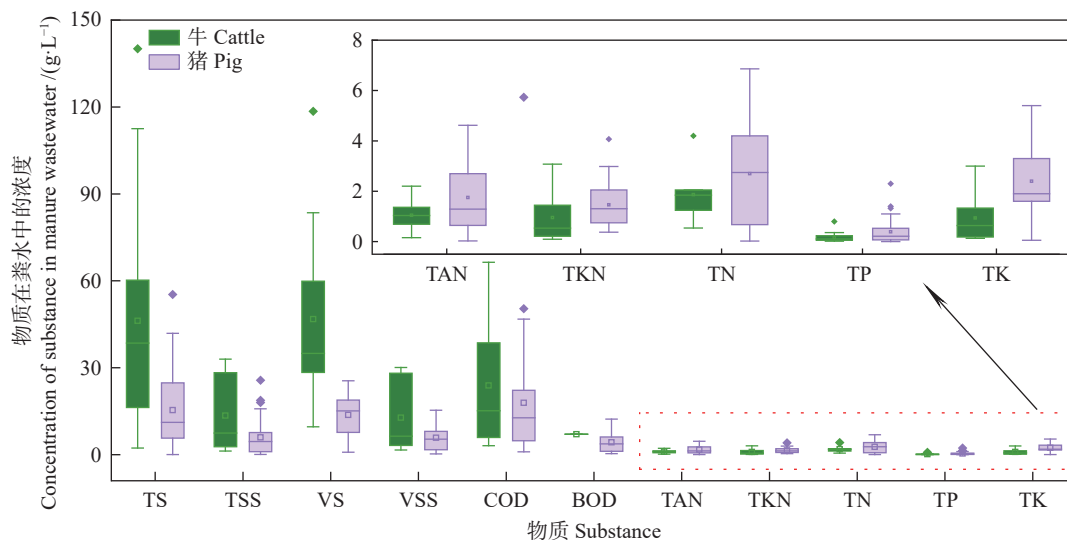 物质在粪水中的浓度
Concentration of substance in manure wastewater /(g·L⁻¹)
150
120
90
60
30
0
牛 Cattle
猪 Pig
8
6
4
2
0
TAN TKN TN TP TK
TS TSS VS VSS COD BOD TAN TKN TN TP TK
物质 Substance